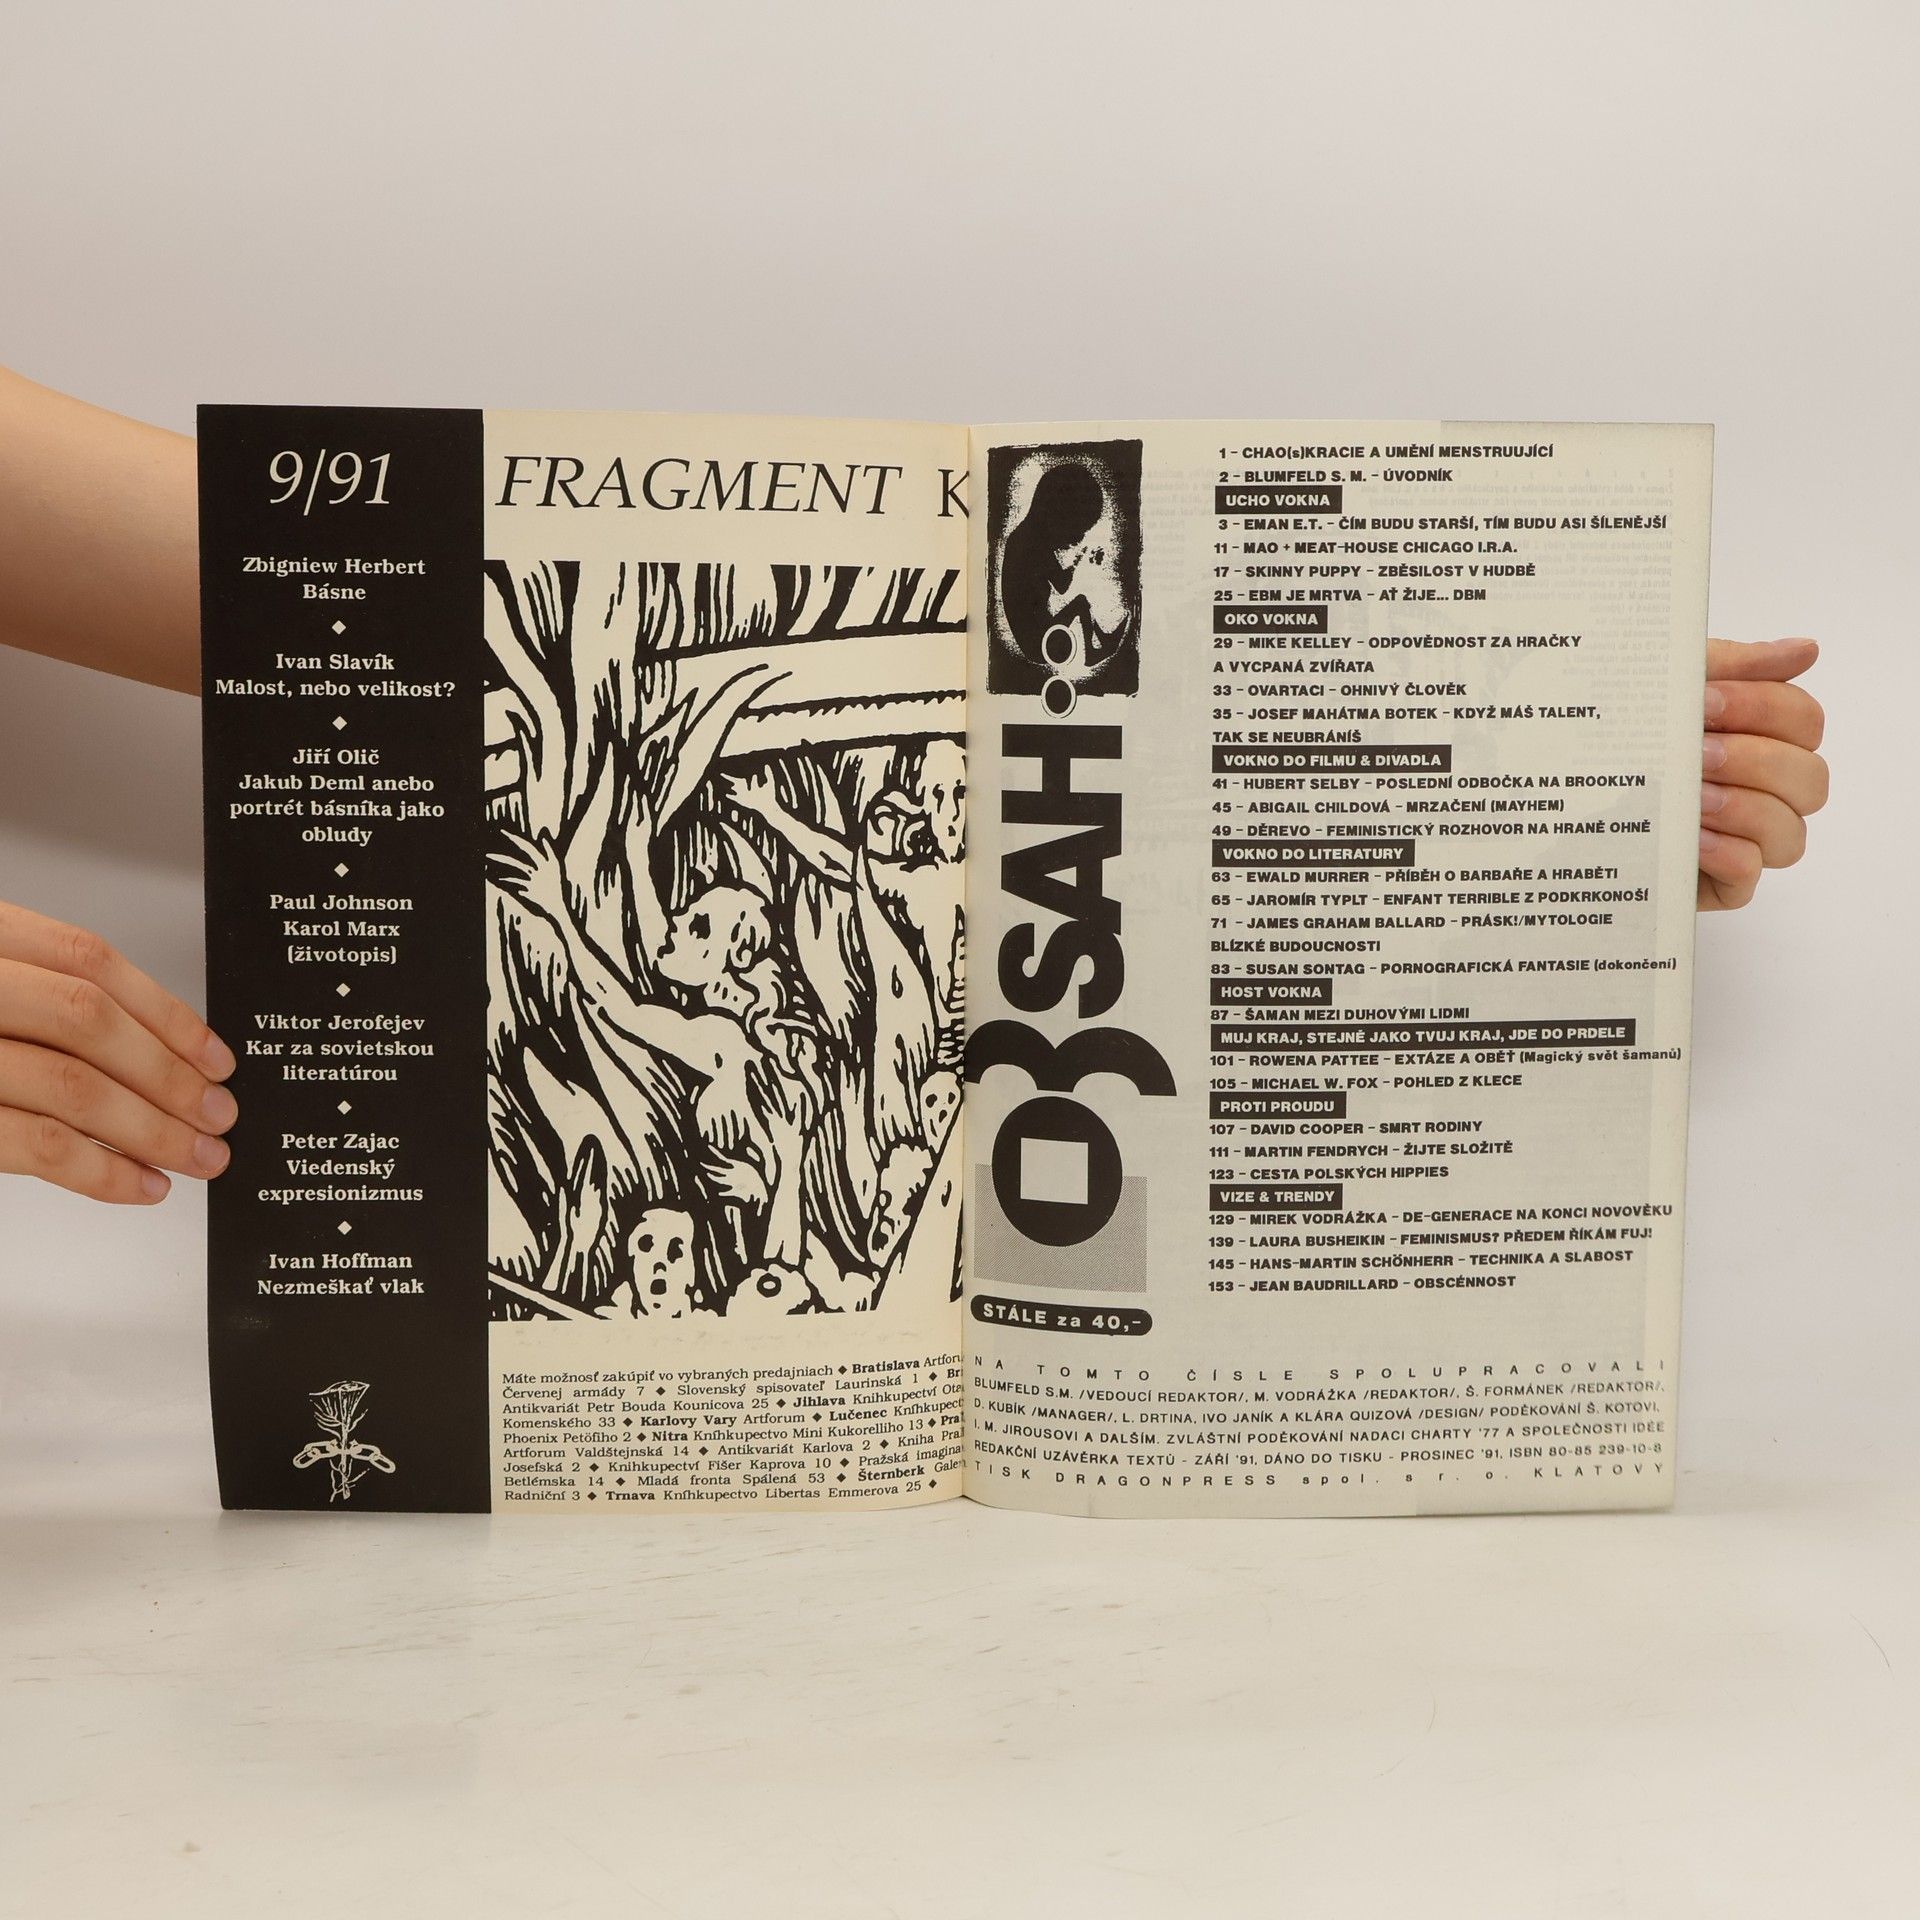 9/91
Zbigniew Herbert
Básne
Ivan Slavík
Malost, nebo velikost?
Jiří Olič
Jakub Deml anebo
portrét básníka jako
obludy
Paul Johnson
Karol Marx
(životopis)
Viktor Jerofejev
Kar za sovietskou
literatúrou
Peter Zajac
Viedenský
expresionizmus
Ivan Hoffman
Nezmeškať vlak
FRAGMENT K
Máte možnosť zakúpiť vo vybraných predajniach ◆ Bratislava Artforu
Červenej armády 7 ◆ Slovenský spisovateľ Laurinská 1 ◆ Br
Antikvariát Petr Bouda Kounicova 25 ◆ Jihlava Knihkupectví Ota
Komenského 33 ◆ Karlovy Vary Artforum ◆ Lučenec Kníhkupect
Phoenix Petöfiho 2 ◆ Nitra Kníhkupectvo Mini Kukorelliho 13 ◆ Pra
Artforum Valdštejnská 14 ◆ Antikvariát Karlova 2 ◆ Kniha Pra
Josefská 2 ◆ Knihkupectví Fišer Kaprova 10 ◆ Pražská imagina
Betlémska 14 ◆ Mladá fronta Spálená 53 ◆ Šternberk Galer
Radniční 3 ◆ Trnava Kníhkupectvo Libertas Emmerova 25 ◆
OBSAH
STÁLE za 40,-
1 - CHAO(s)KRACIE A UMĚNÍ MENSTRUUJÍCÍ
2 - BLUMFELD S. M. - ÚVODNÍK
UCHO VOKNA
3 - EMAN E.T. - ČÍM BUDU STARŠÍ, TÍM BUDU ASI ŠÍLENĚJŠÍ
11 - MAO + MEAT-HOUSE CHICAGO I.R.A.
17 - SKINNY PUPPY - ZBĚSILOST V HUDBĚ
25 - EBM JE MRTVA - AŤ ŽIJE... DBM
OKO VOKNA
29 - MIKE KELLEY - ODPOVĚDNOST ZA HRAČKY
A VYCPANÁ ZVÍŘATA
33 - OVARTACI - OHNIVÝ ČLOVĚK
35 - JOSEF MAHÁTMA BOTEK - KDYŽ MÁŠ TALENT,
TAK SE NEUBRÁNÍŠ
VOKNO DO FILMU & DIVADLA
41 - HUBERT SELBY - POSLEDNÍ ODBOČKA NA BROOKLYN
45 - ABIGAIL CHILDOVÁ - MRZAČENÍ (MAYHEM)
49 - DĚREVO - FEMINISTICKÝ ROZHOVOR NA HRANĚ OHNĚ
VOKNO DO LITERATURY
63 - EWALD MURRER - PŘÍBĚH O BARBAŘE A HRABĚTI
65 - JAROMÍR TYPLT - ENFANT TERRIBLE Z PODKRKONOŠÍ
71 - JAMES GRAHAM BALLARD - PRÁSK!/MYTOLOGIE
BLÍZKÉ BUDOUCNOSTI
83 - SUSAN SONTAG - PORNOGRAFICKÁ FANTASIE (dokončení)
HOST VOKNA
87 - ŠAMAN MEZI DUHOVÝMI LIDMI
MUJ KRAJ, STEJNĚ JAKO TVUJ KRAJ, JDE DO PRDELE
101 - ROWENA PATTEE - EXTÁZE A OBĚŤ (Magický svět šamanů)
105 - MICHAEL W. FOX - POHLED Z KLECE
PROTI PROUDU
107 - DAVID COOPER - SMRT RODINY
111 - MARTIN FENDRYCH - ŽIJTE SLOŽITĚ
123 - CESTA POLSKÝCH HIPPIES
VIZE & TRENDY
129 - MIREK VODRÁŽKA - DE-GENERACE NA KONCI NOVOVĚKU
139 - LAURA BUSHEIKIN - FEMINISMUS? PŘEDEM ŘÍKÁM FUJ!
145 - HANS-MARTIN SCHÖNHERR - TECHNIKA A SLABOST
153 - JEAN BAUDRILLARD - OBSCÉNNOST
NA TOMTO ČÍSLE SPOLUPRACOVALI
BLUMFELD S.M. /VEDOUCÍ REDAKTOR/, M. VODRÁŽKA /REDAKTOR/, Š. FORMÁNEK /REDAKTOR/,
D. KUBÍK /MANAGER/, L. DRTINA, IVO JANÍK A KLÁRA QUIZOVÁ /DESIGN/ PODĚKOVÁNÍ Š. KOTOVI,
I. M. JIROUSOVI A DALŠÍM. ZVLÁŠTNÍ PODĚKOVÁNÍ NADACI CHARTY '77 A SPOLEČNOSTI IDÉE
REDAKČNÍ UZÁVĚRKA TEXTŮ - ZÁŘÍ '91, DÁNO DO TISKU - PROSINEC '91. ISBN 80-85 239-10-8
TISK DRAGONPRESS spol. s r. o. KLATOVY